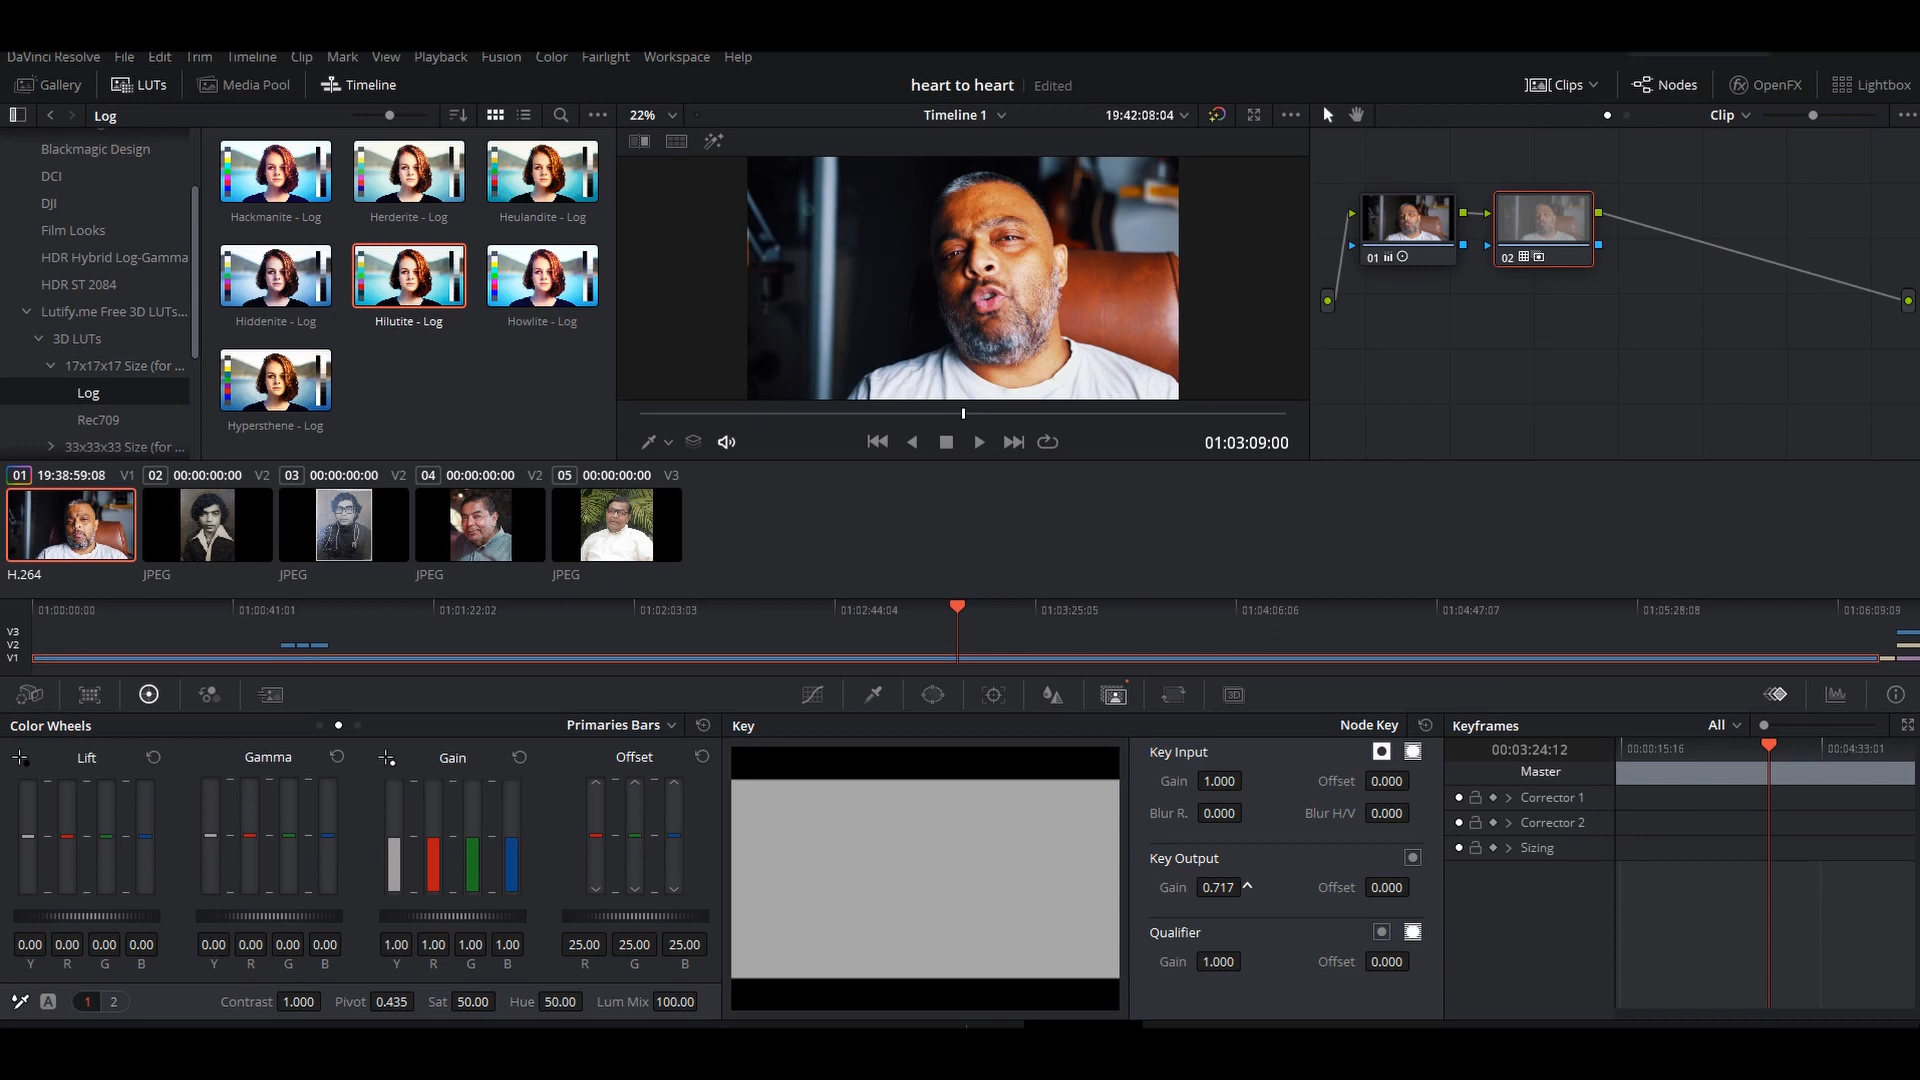 DaVinci Resolve File Edit Trim Timeline Clip Mark View Playback Fusion Color Fairlight Workspace Help
Gallery LUTs Media Pool Timeline heart to heart Edited Clips Nodes OpenFX Lightbox
Log 22% Timeline 1 19:42:08:04 Clip
Blackmagic Design
DCI
DJI
Film Looks
HDR Hybrid Log-Gamma
HDR ST 2084
Lutify.me Free 3D LUTs...
3D LUTs
17x17x17 Size (for ...
Log
Rec709
33x33x33 Size (for ...
Hackmanite - Log Herderite - Log Heulandite - Log
Hiddenite - Log Hilutite - Log Howlite - Log
Hypersthene - Log
01:03:09:00
01 02
01 19:38:59:08 V1 02 00:00:00:00 V2 03 00:00:00:00 V2 04 00:00:00:00 V2 05 00:00:00:00 V3
H.264 JPEG JPEG JPEG JPEG
01:00:00:00 01:00:41:01 01:01:22:02 01:02:03:03 01:02:44:04 01:03:25:05 01:04:06:06 01:04:47:07 01:05:28:08 01:06:09:09
V3
V2
V1
3D
Color Wheels Primaries Bars Key Node Key Keyframes All
Lift Gamma Gain Offset
0.00 0.00 0.00 0.00 0.00 0.00 0.00 0.00 1.00 1.00 1.00 1.00 25.00 25.00 25.00
Y R G B Y R G B Y R G B R G B
A 1 2 Contrast 1.000 Pivot 0.435 Sat 50.00 Hue 50.00 Lum Mix 100.00
Key Input
Gain 1.000 Offset 0.000
Blur R. 0.000 Blur H/V 0.000
Key Output
Gain 0.717 Offset 0.000
Qualifier
Gain 1.000 Offset 0.000
00:03:24:12 00:00:15:16 00:04:33:01
Master
Corrector 1
Corrector 2
Sizing